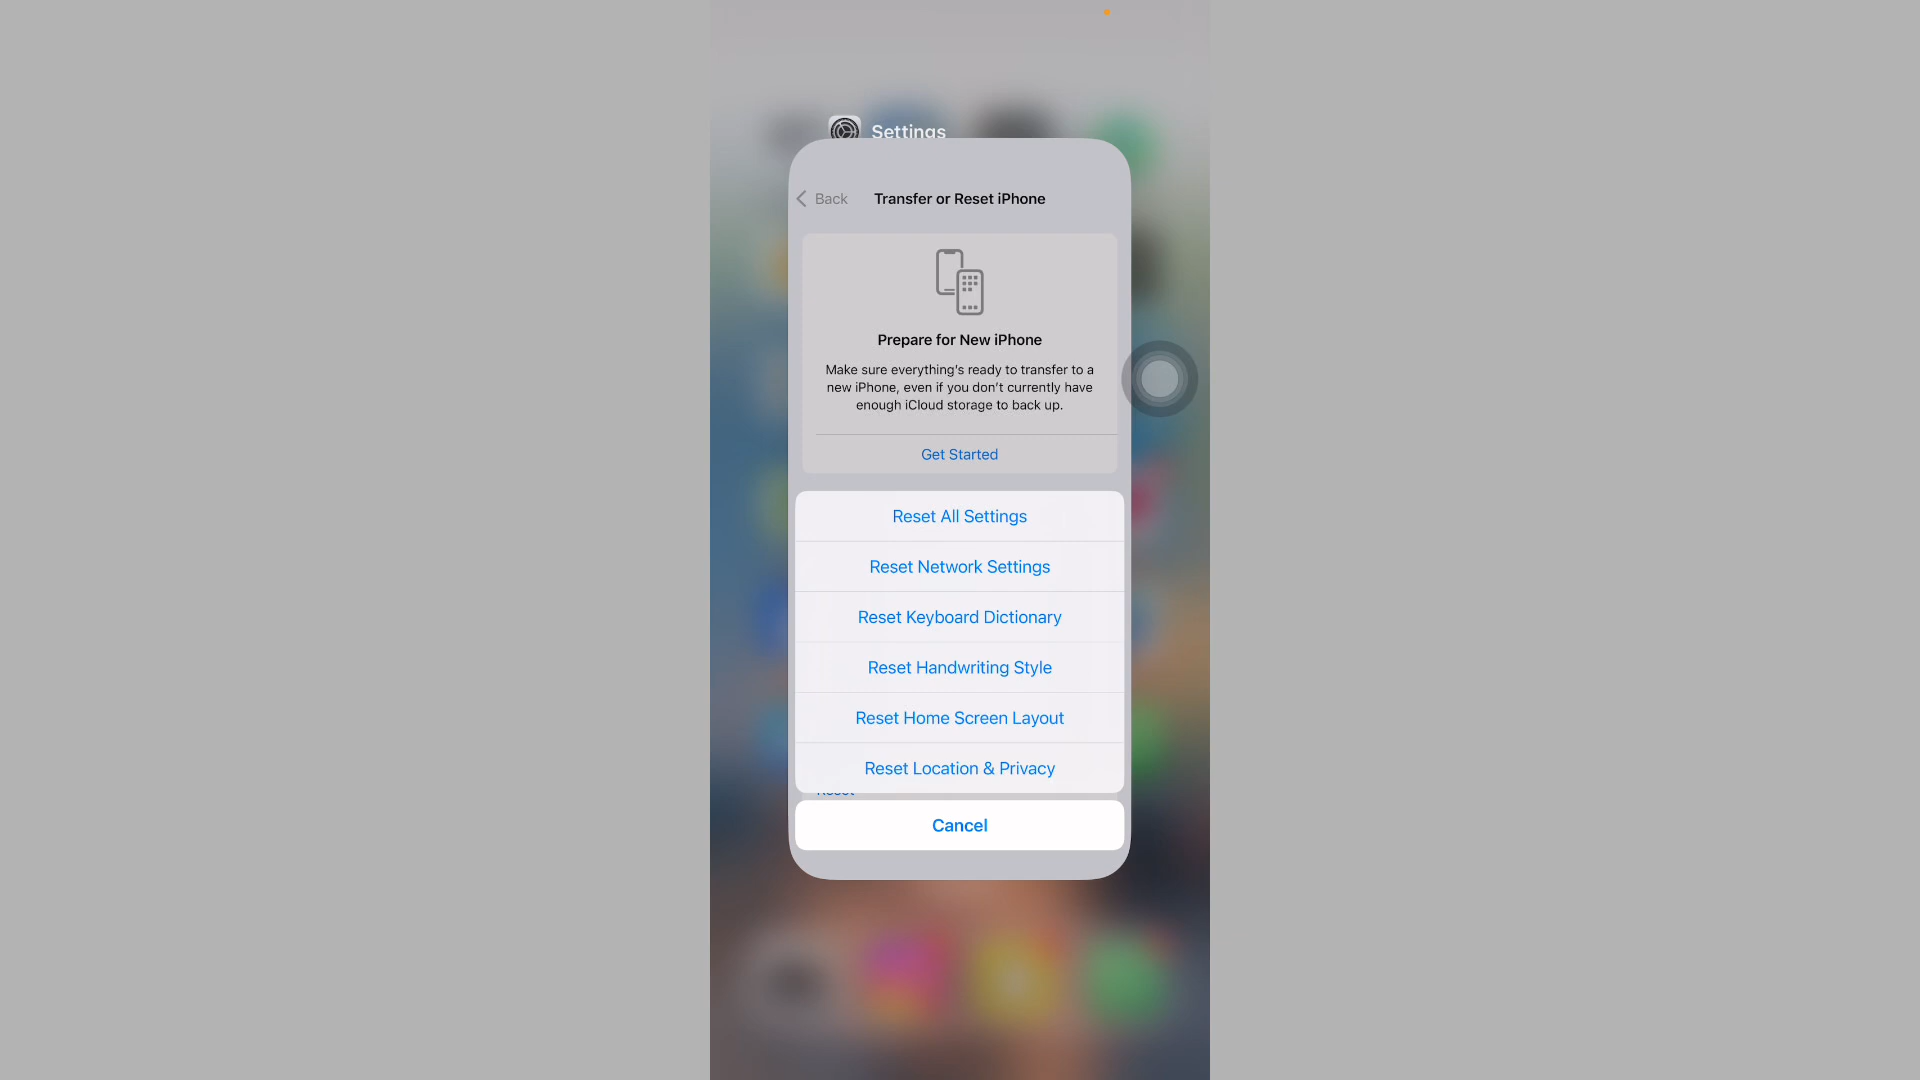 Settings
Back
Transfer or Reset iPhone
Prepare for New iPhone
Make sure everything's ready to transfer to a
new iPhone, even if you don't currently have
enough iCloud storage to back up.
Get Started
Reset All Settings
Reset Network Settings
Reset Keyboard Dictionary
Reset Handwriting Style
Reset Home Screen Layout
Reset Location & Privacy
Reset
Cancel